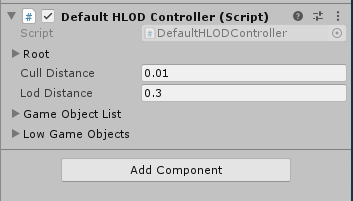 Default HLOD Controller (Script)
Script DefaultHLODController
Root
Cull Distance 0.01
Lod Distance 0.3
Game Object List
Low Game Objects
Add Component